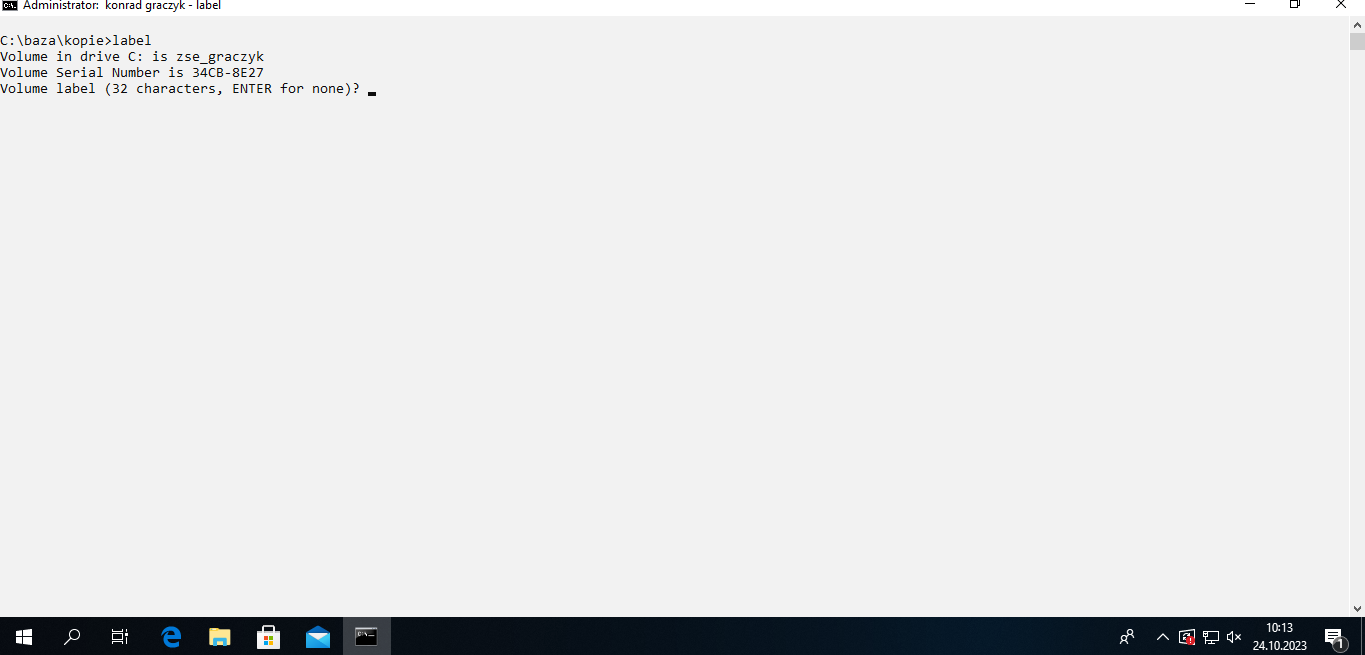 Administrator:  konrad graczyk - label
C:\baza\kopie>label
Volume in drive C: is zse_graczyk
Volume Serial Number is 34CB-8E27
Volume label (32 characters, ENTER for none)?
10:13
24.10.2023
1